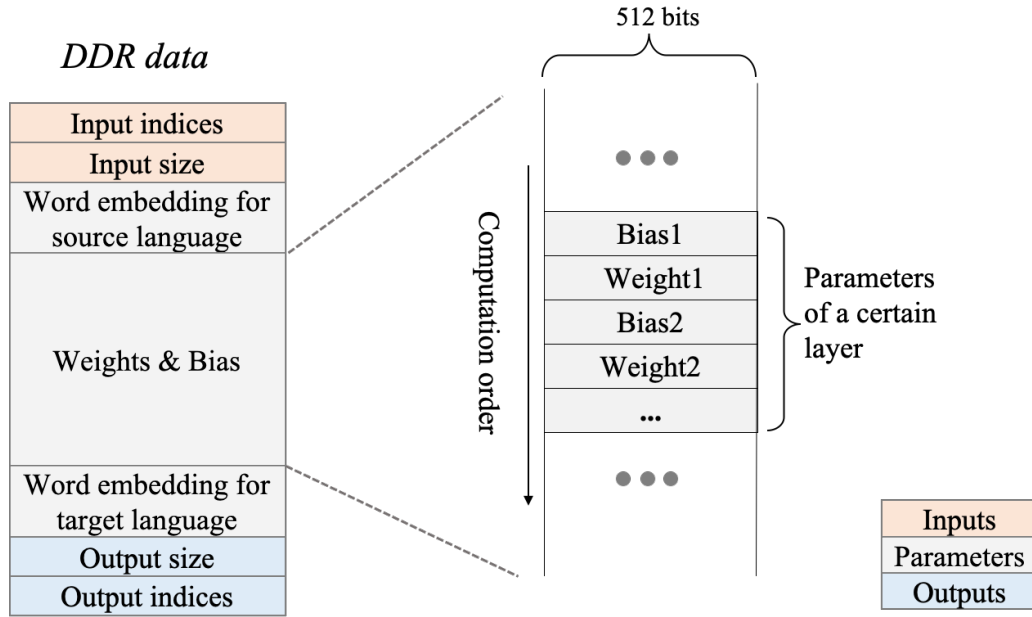 DDR data
Input indices
Input size
Word embedding for
source language
Weights & Bias
Word embedding for
target language
Output size
Output indices
512 bits
Computation order
Bias1
Weight1
Bias2
Weight2
...
Parameters
of a certain
layer
Inputs
Parameters
Outputs